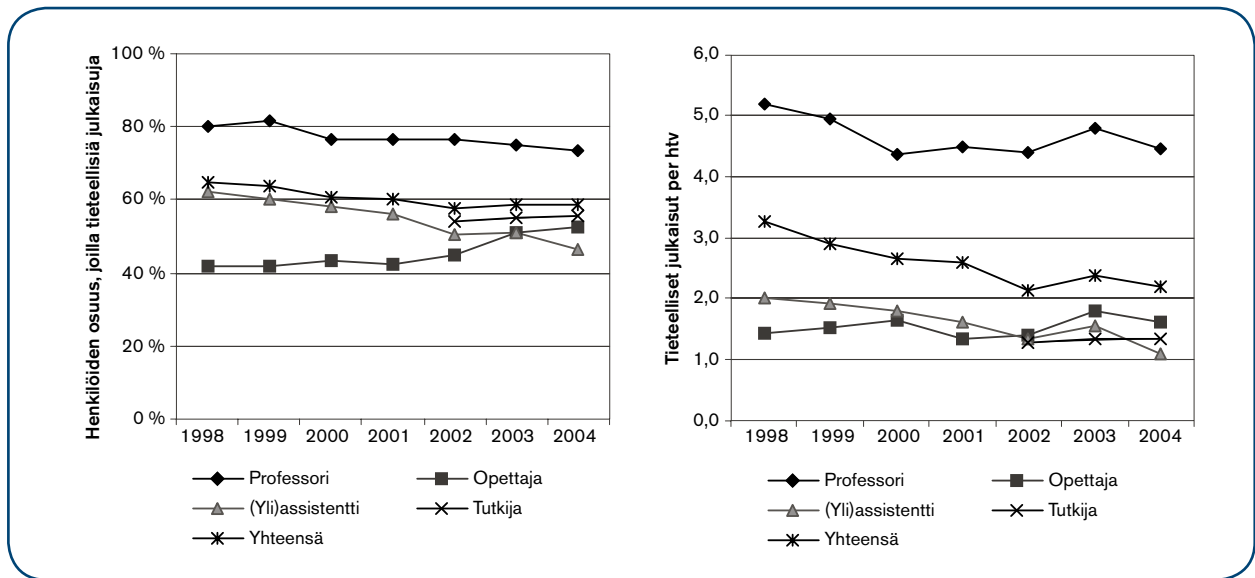 Henkilöiden osuus, joilla tieteellisiä julkaisuja
100 %
80 %
60 %
40 %
20 %
0 %
1998 1999 2000 2001 2002 2003 2004
Professori Opettaja
(Yli)assistentti Tutkija
Yhteensä
Tieteelliset julkaisut per htv
6,0
5,0
4,0
3,0
2,0
1,0
0,0
1998 1999 2000 2001 2002 2003 2004
Professori Opettaja
(Yli)assistentti Tutkija
Yhteensä